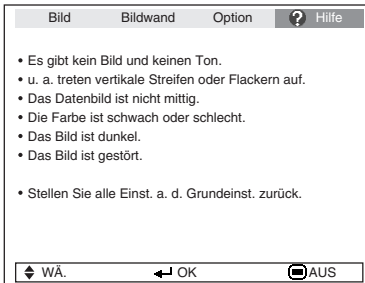 Bild Bildwand Option ? Hilfe
• Es gibt kein Bild und keinen Ton.
• u. a. treten vertikale Streifen oder Flackern auf.
• Das Datenbild ist nicht mittig.
• Die Farbe ist schwach oder schlecht.
• Das Bild ist dunkel.
• Das Bild ist gestört.
• Stellen Sie alle Einst. a. d. Grundeinst. zurück.
WÄ. OK AUS